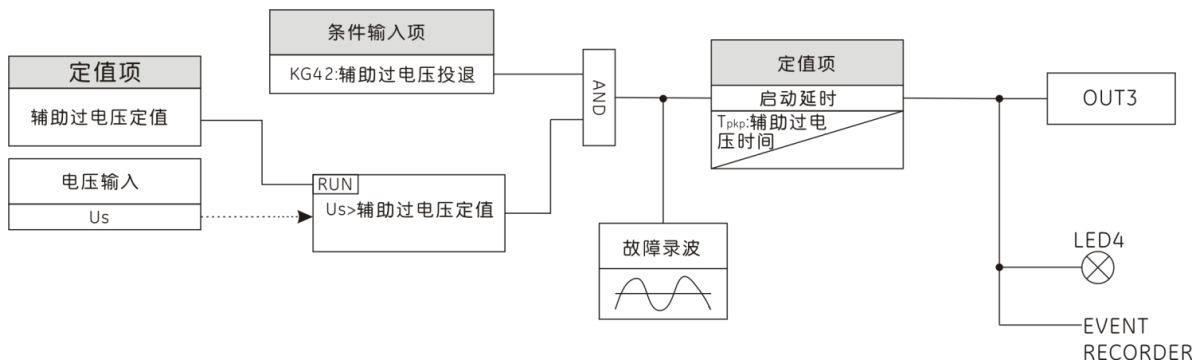 定值项
辅助过电压定值
电压输入
Us
条件输入项
KG42:辅助过电压投退
RUN
Us>辅助过电压定值
AND
故障录波
定值项
启动延时
Tpkp:辅助过电
压时间
OUT3
LED4
EVENT
RECORDER